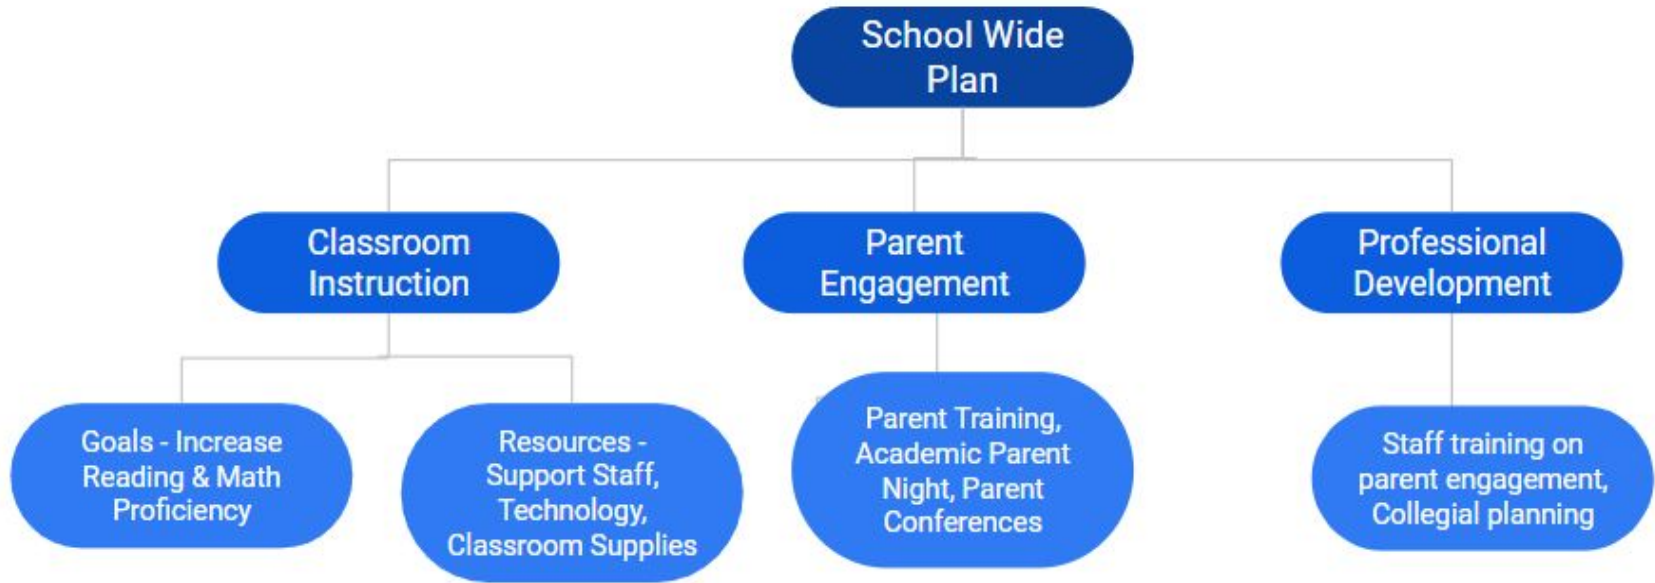 School Wide
Plan
Classroom
Instruction
Parent
Engagement
Professional
Development
Goals - Increase
Reading & Math
Proficiency
Resources -
Support Staff,
Technology,
Classroom Supplies
Parent Training,
Academic Parent
Night, Parent
Conferences
Staff training on
parent engagement,
Collegial planning